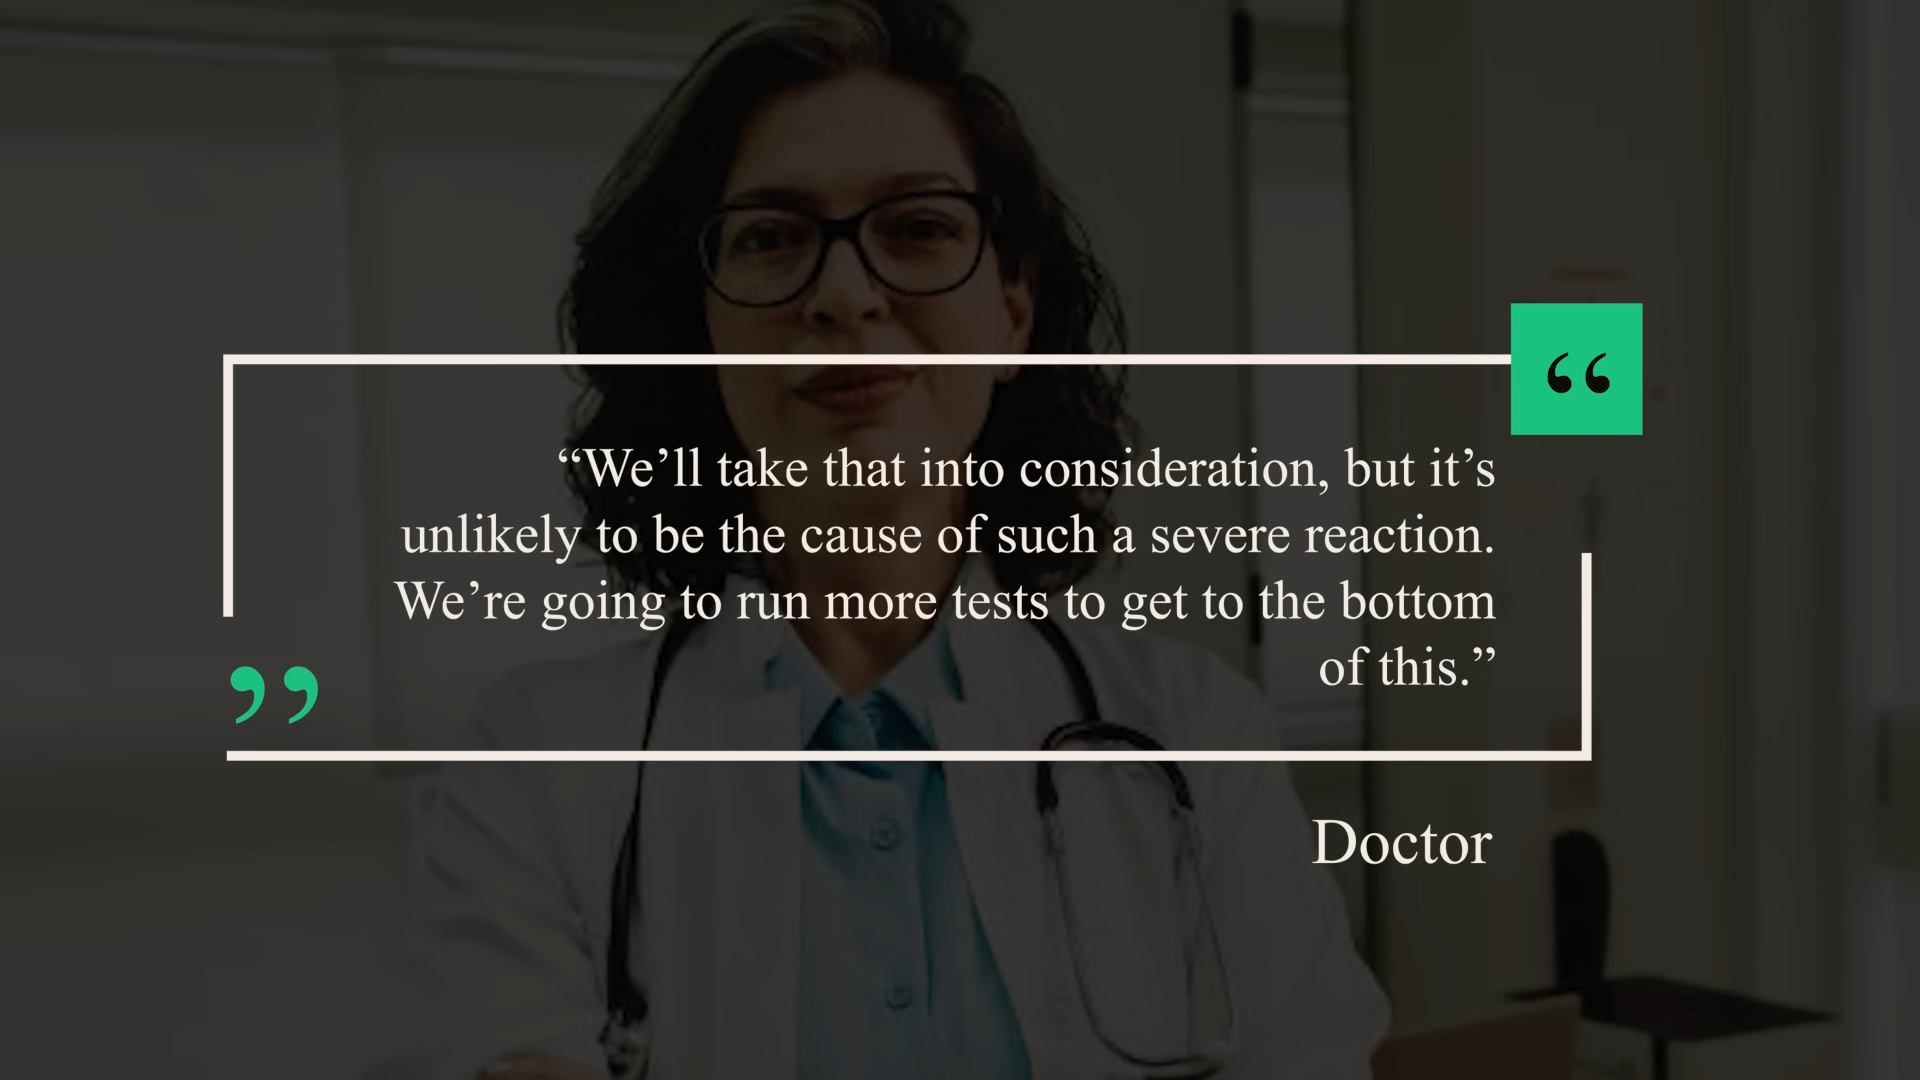 “
“We’ll take that into consideration, but it’s
unlikely to be the cause of such a severe reaction.
We’re going to run more tests to get to the bottom
of this.”
”
Doctor